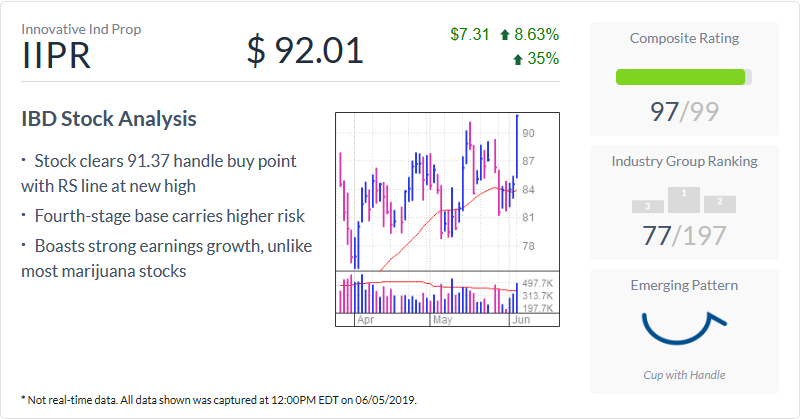 Innovative Ind Prop
IIPR
$ 92.01
$7.31 8.63%
35%
IBD Stock Analysis
· Stock clears 91.37 handle buy point
with RS line at new high
· Fourth-stage base carries higher risk
· Boasts strong earnings growth, unlike
most marijuana stocks
90
87
84
81
78
497.7K
313.7K
197.7K
Apr May Jun
Composite Rating
97/99
Industry Group Ranking
1
2
3
77/197
Emerging Pattern
Cup with Handle
* Not real-time data. All data shown was captured at 12:00PM EDT on 06/05/2019.